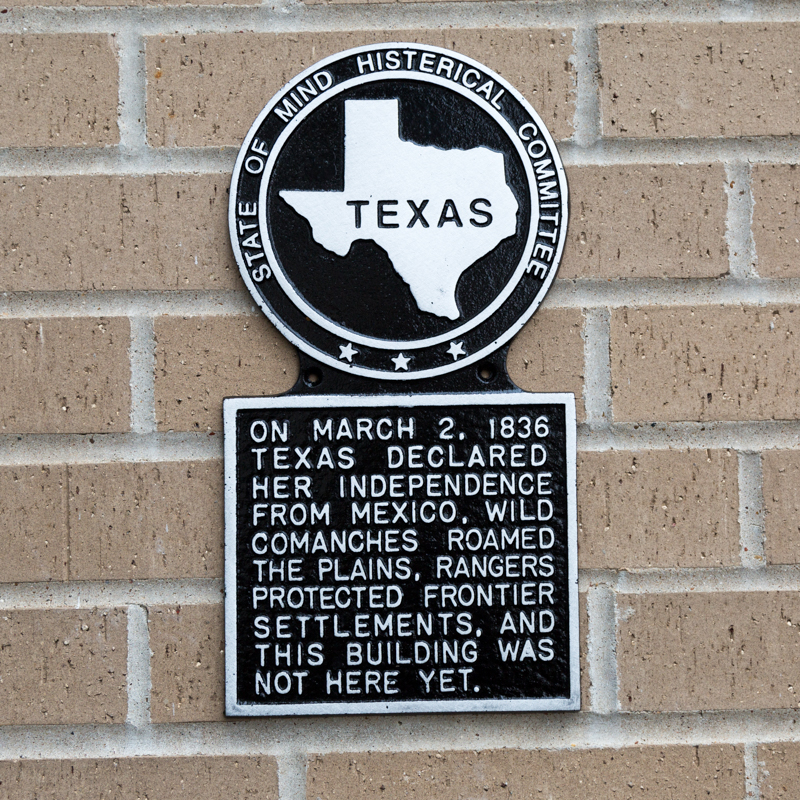 STATE OF MIND HISTERICAL COMMITTEE
TEXAS
ON MARCH 2, 1836
TEXAS DECLARED
HER INDEPENDENCE
FROM MEXICO, WILD
COMANCHES ROAMED
THE PLAINS, RANGERS
PROTECTED FRONTIER
SETTLEMENTS, AND
THIS BUILDING WAS
NOT HERE YET.